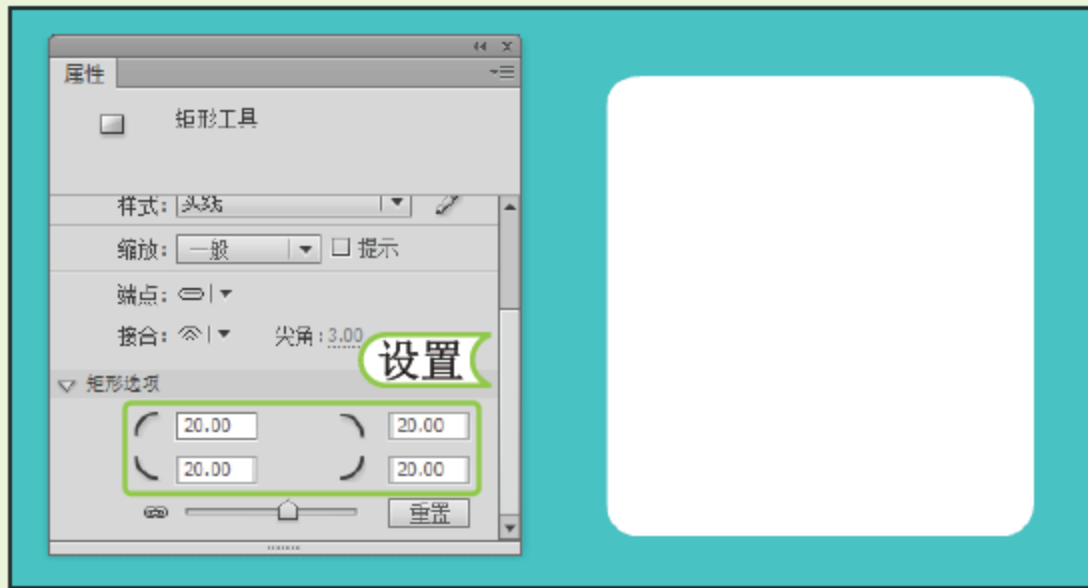 属性
矩形工具
样式:
缩放: 一般 提示
端点:
接合: 尖角: 3.00
设置
矩形选项
20.00 20.00
20.00 20.00
重置